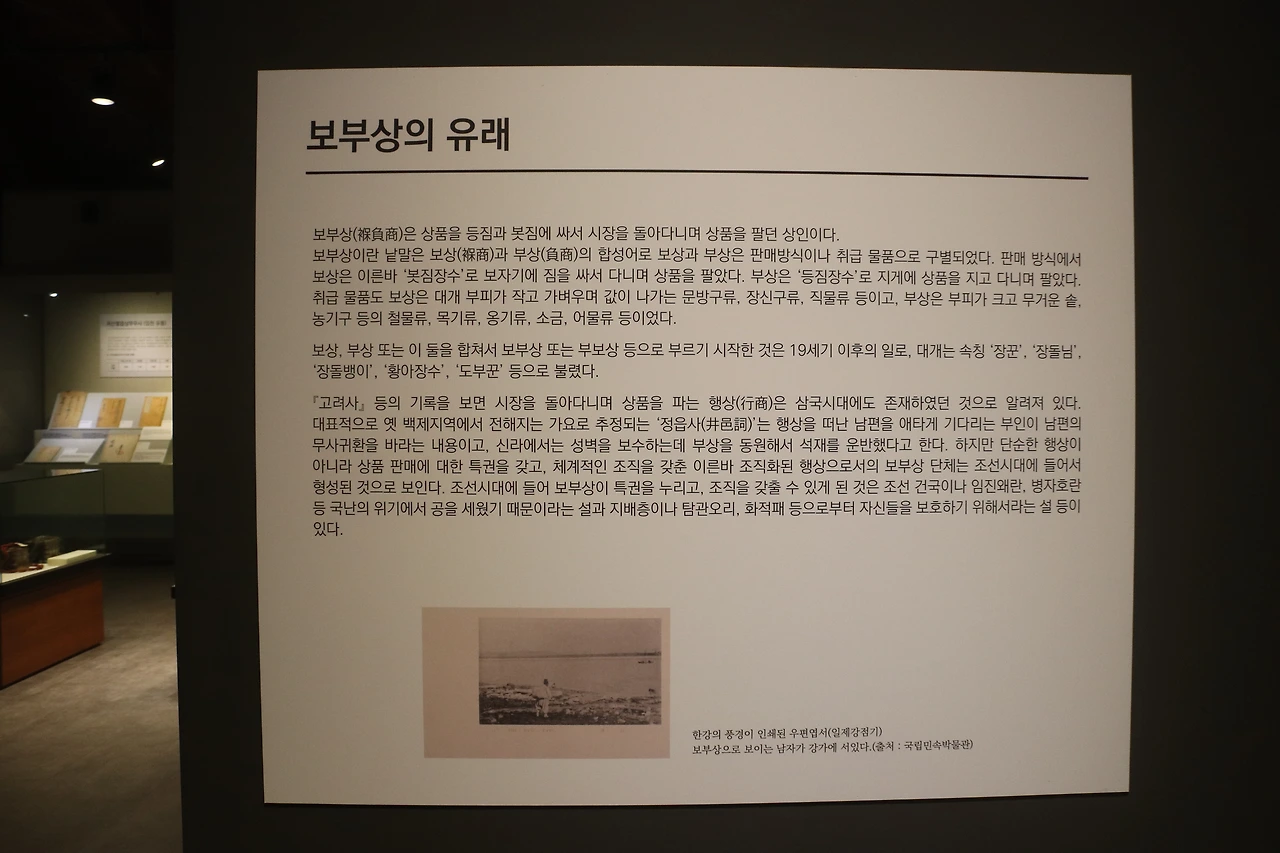 보부상의 유래
보부상(褓負商)은 상품을 등짐과 봇짐에 싸서 시장을 돌아다니며 상품을 팔던 상인이다.
보부상이란 낱말은 보상(褓商)과 부상(負商)의 합성어로 보상과 부상은 판매방식이나 취급 물품으로 구별되었다. 판매 방식에서
보상은 이른바 ‘봇짐장수’로 보자기에 짐을 싸서 다니며 상품을 팔았다. 부상은 ‘등짐장수’로 지게에 상품을 지고 다니며 팔았다.
취급 물품도 보상은 대개 부피가 작고 가벼우며 값이 나가는 문방구류, 장신구류, 직물류 등이고, 부상은 부피가 크고 무거운 솥,
농기구 등의 철물류, 목기류, 옹기류, 소금, 어물류 등이었다.
보상, 부상 또는 이 둘을 합쳐서 보부상 또는 부보상 등으로 부르기 시작한 것은 19세기 이후의 일로, 대개는 속칭 ‘장꾼’, ‘장돌님’,
‘장돌뱅이’, ‘황아장수’, ‘도부꾼’ 등으로 불렸다.
『고려사』 등의 기록을 보면 시장을 돌아다니며 상품을 파는 행상(行商)은 삼국시대에도 존재하였던 것으로 알려져 있다.
대표적으로 옛 백제지역에서 전해지는 가요로 추정되는 ‘정읍사(井邑詞)’는 행상을 떠난 남편을 애타게 기다리는 부인이 남편의
무사귀환을 바라는 내용이고, 신라에서는 성벽을 보수하는데 부상을 동원해서 석재를 운반했다고 한다. 하지만 단순한 행상이
아니라 상품 판매에 대한 특권을 갖고, 체계적인 조직을 갖춘 이른바 조직화된 행상으로서의 보부상 단체는 조선시대에 들어서
형성된 것으로 보인다. 조선시대에 들어 보부상이 특권을 누리고, 조직을 갖출 수 있게 된 것은 조선 건국이나 임진왜란, 병자호란
등 국난의 위기에서 공을 세웠기 때문이라는 설과 지배층이나 탐관오리, 화적패 등으로부터 자신들을 보호하기 위해서라는 설 등이
있다.
한강의 풍경이 인쇄된 우편엽서(일제강점기)
보부상으로 보이는 남자가 강가에 서있다.(출처 : 국립민속박물관)